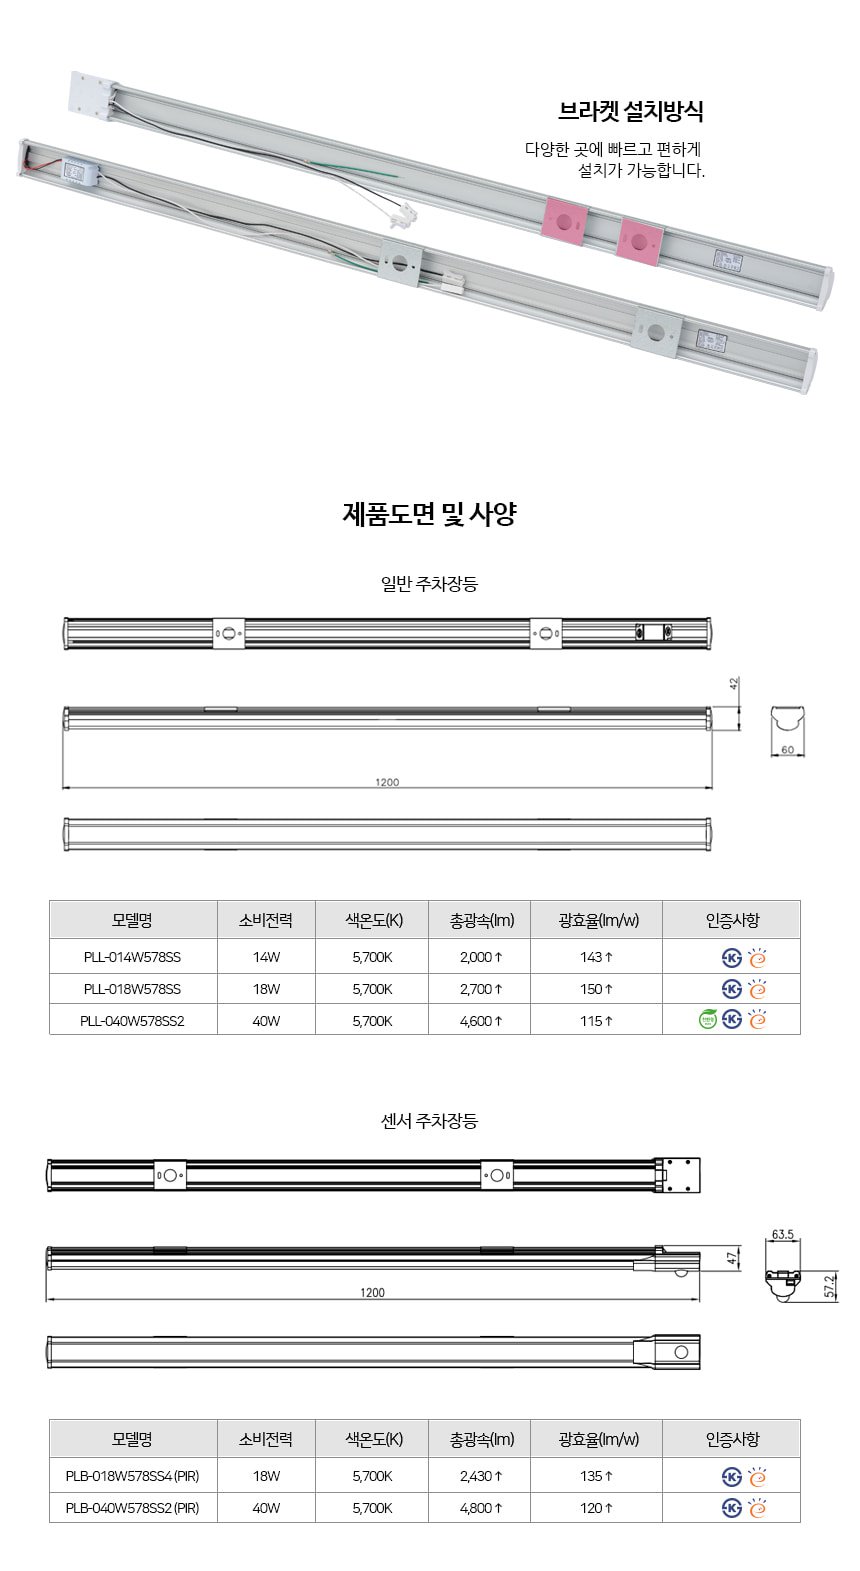 브라켓 설치방식
다양한 곳에 빠르고 편하게
설치가 가능합니다.
제품도면 및 사양
일반 주차장등
42
60
1200
모델명 소비전력 색온도(K) 총광속(lm) 광효율(lm/w) 인증사항
PLL-014W578SS 14W 5,700K 2,000↑ 143↑
PLL-018W578SS 18W 5,700K 2,700↑ 150↑
PLL-040W578SS2 40W 5,700K 4,600↑ 115↑
센서 주차장등
47
63.5
57.2
1200
모델명 소비전력 색온도(K) 총광속(lm) 광효율(lm/w) 인증사항
PLB-018W578SS4 (PIR) 18W 5,700K 2,430↑ 135↑
PLB-040W578SS2 (PIR) 40W 5,700K 4,800↑ 120↑